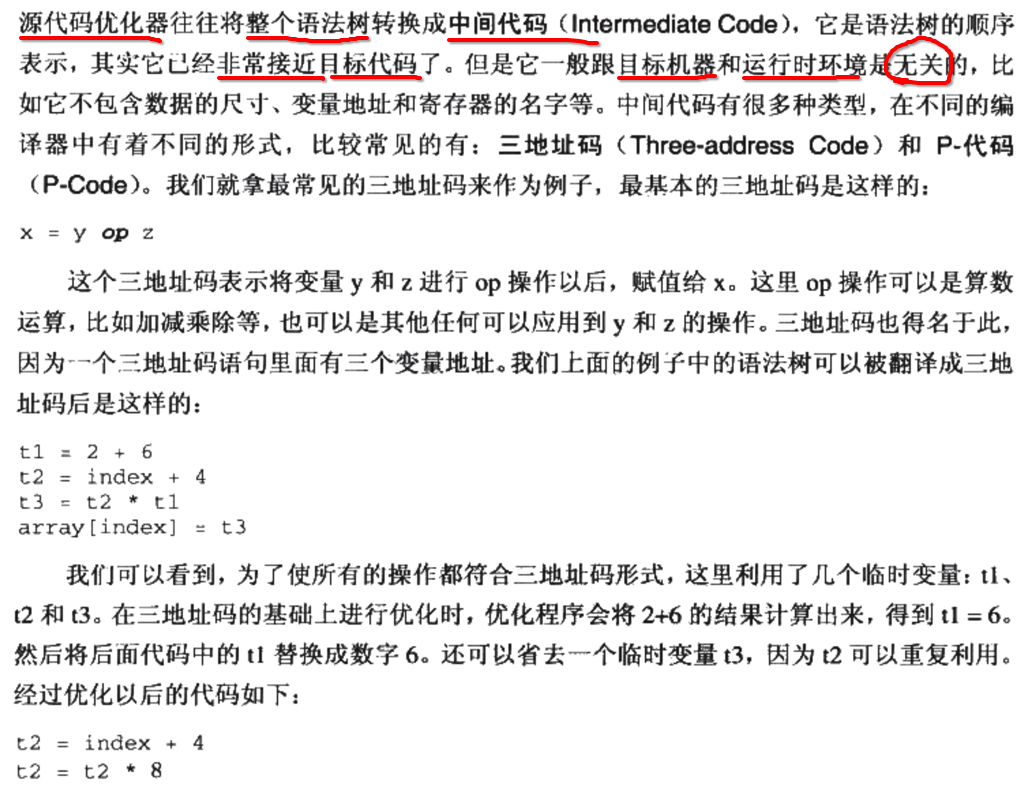 源代码优化器往往将整个语法树转换成中间代码（Intermediate Code），它是语法树的顺序
表示，其实它已经非常接近目标代码了。但是它一般跟目标机器和运行时环境是无关的，比
如它不包含数据的尺寸、变量地址和寄存器的名字等。中间代码有很多种类型，在不同的编
译器中有着不同的形式，比较常见的有：三地址码（Three-address Code）和 P-代码
（P-Code）。我们就拿最常见的三地址码来作为例子，最基本的三地址码是这样的：
x = y op z
这个三地址码表示将变量 y 和 z 进行 op 操作以后，赋值给 x。这里 op 操作可以是算数
运算，比如加减乘除等，也可以是其他任何可以应用到 y 和 z 的操作。三地址码也得名于此，
因为一个三地址码语句里面有三个变量地址。我们上面的例子中的语法树可以被翻译成三地
址码后是这样的：
t1 = 2 + 6
t2 = index + 4
t3 = t2 * t1
array[index] = t3
我们可以看到，为了使所有的操作都符合三地址码形式，这里利用了几个临时变量：t1、
t2 和 t3。在三地址码的基础上进行优化时，优化程序会将 2+6 的结果计算出来，得到 t1 = 6。
然后将后面代码中的 t1 替换成数字 6。还可以省去一个临时变量 t3，因为 t2 可以重复利用。
经过优化以后的代码如下：
t2 = index + 4
t2 = t2 * 8